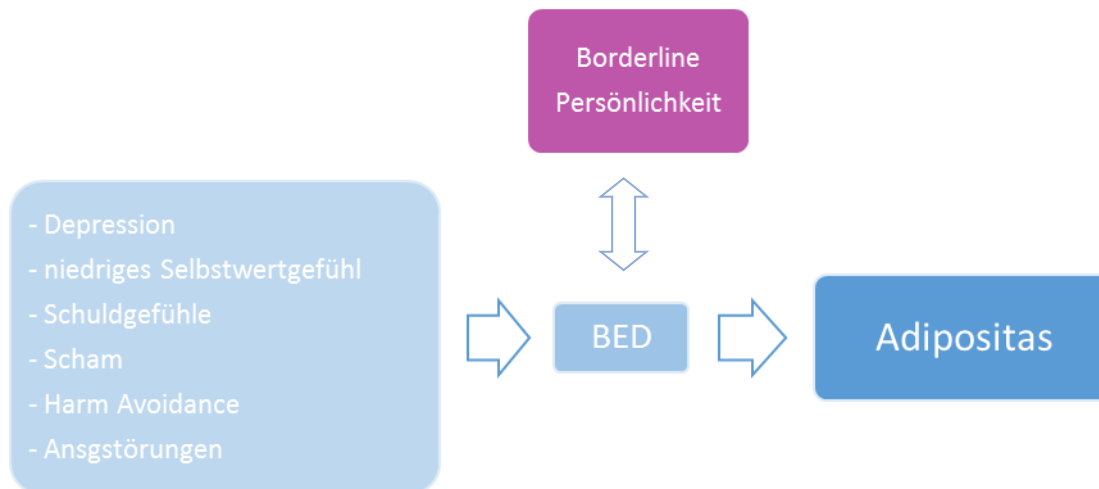 Borderline
Persönlichkeit
- Depression
- niedriges Selbstwertgefühl
- Schuldgefühle
- Scham
- Harm Avoidance
- Ansgstörungen
BED
Adipositas